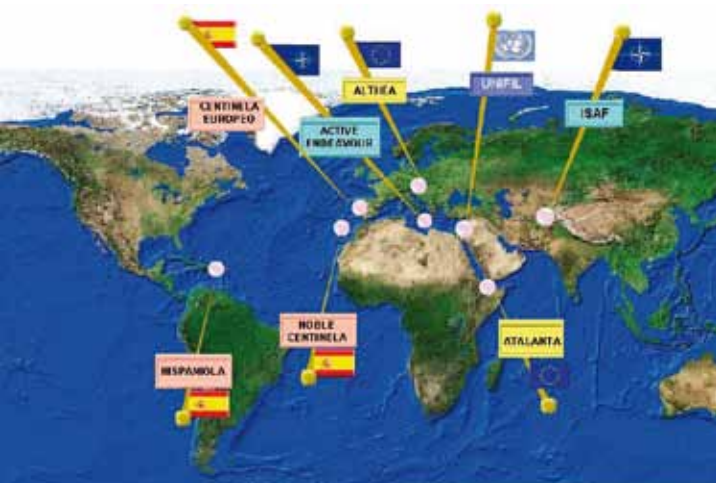 CENTINELA
EUROPEO
ACTIVE
ENDEAVOUR
ALTHEA
UNIFIL
ISAF
HISPANIOLA
NOBLE
CENTINELA
ATALANTA